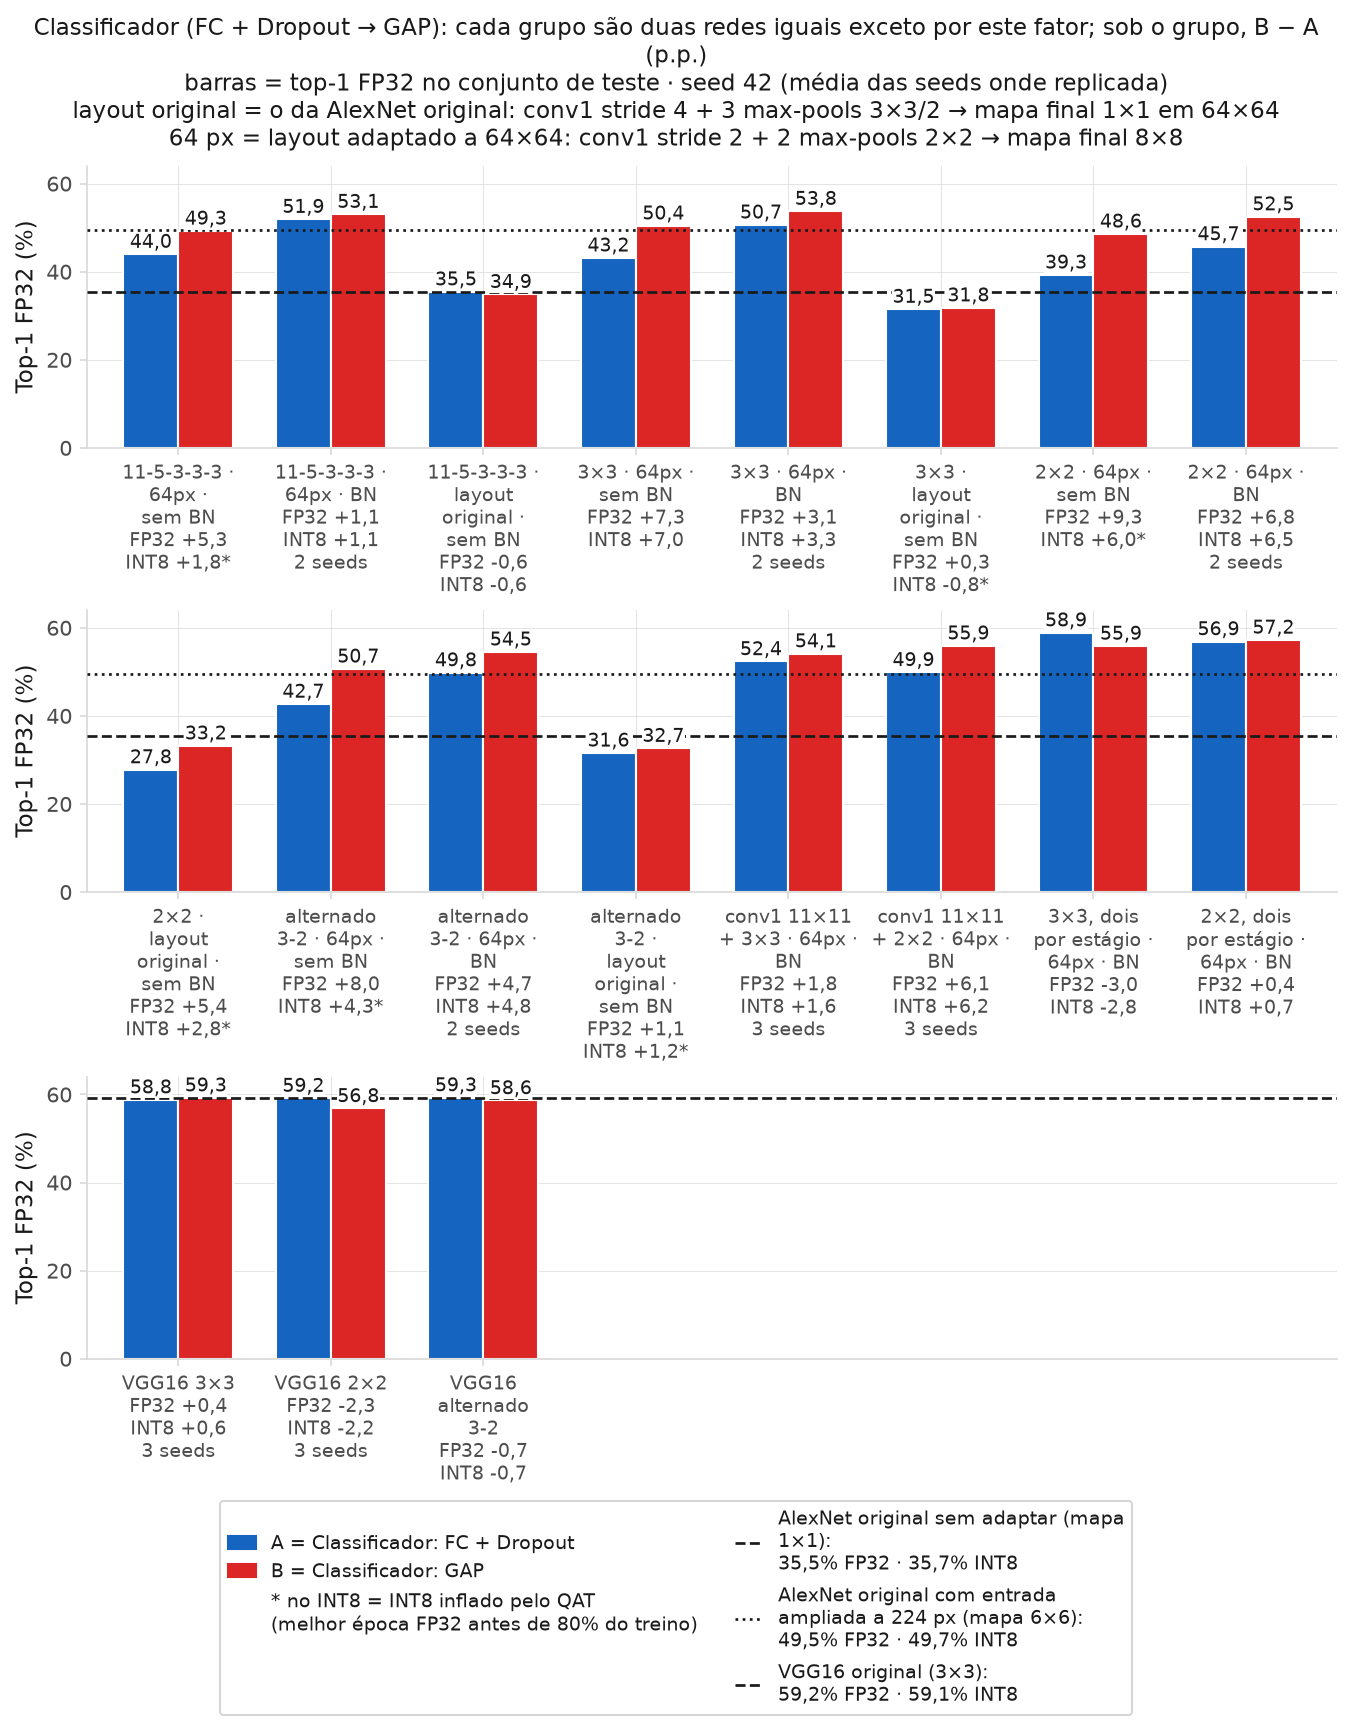 Classificador (FC + Dropout → GAP): cada grupo são duas redes iguais exceto por este fator; sob o grupo, B − A
(p.p.)
barras = top-1 FP32 no conjunto de teste · seed 42 (média das seeds onde replicada)
layout original = o da AlexNet original: conv1 stride 4 + 3 max-pools 3×3/2 → mapa final 1×1 em 64×64
64 px = layout adaptado a 64×64: conv1 stride 2 + 2 max-pools 2×2 → mapa final 8×8
Top-1 FP32 (%)
60
40
20
0
44,0 49,3 51,9 53,1 35,5 34,9 43,2 50,4 50,7 53,8 31,5 31,8 39,3 48,6 45,7 52,5
11-5-3-3-3 ·
64px ·
sem BN
FP32 +5,3
INT8 +1,8*
11-5-3-3-3 ·
64px · BN
FP32 +1,1
INT8 +1,1
2 seeds
11-5-3-3-3 ·
layout
original ·
sem BN
FP32 -0,6
INT8 -0,6
3×3 · 64px ·
sem BN
FP32 +7,3
INT8 +7,0
3×3 · 64px ·
BN
FP32 +3,1
INT8 +3,3
2 seeds
3×3 ·
layout
original ·
sem BN
FP32 +0,3
INT8 -0,8*
2×2 · 64px ·
sem BN
FP32 +9,3
INT8 +6,0*
2×2 · 64px ·
BN
FP32 +6,8
INT8 +6,5
2 seeds
Top-1 FP32 (%)
60
40
20
0
27,8 33,2 42,7 50,7 49,8 54,5 31,6 32,7 52,4 54,1 49,9 55,9 58,9 55,9 56,9 57,2
2×2 ·
layout
original ·
sem BN
FP32 +5,4
INT8 +2,8*
alternado
3-2 · 64px ·
sem BN
FP32 +8,0
INT8 +4,3*
alternado
3-2 · 64px ·
BN
FP32 +4,7
INT8 +4,8
2 seeds
alternado
3-2 ·
layout
original ·
sem BN
FP32 +1,1
INT8 +1,2*
conv1 11×11
+ 3×3 · 64px ·
BN
FP32 +1,8
INT8 +1,6
3 seeds
conv1 11×11
+ 2×2 · 64px ·
BN
FP32 +6,1
INT8 +6,2
3 seeds
3×3, dois
por estágio ·
64px · BN
FP32 -3,0
INT8 -2,8
2×2, dois
por estágio ·
64px · BN
FP32 +0,4
INT8 +0,7
Top-1 FP32 (%)
60
40
20
0
58,8 59,3 59,2 56,8 59,3 58,6
VGG16 3×3
FP32 +0,4
INT8 +0,6
3 seeds
VGG16 2×2
FP32 -2,3
INT8 -2,2
3 seeds
VGG16
alternado
3-2
FP32 -0,7
INT8 -0,7
A = Classificador: FC + Dropout
B = Classificador: GAP
* no INT8 = INT8 inflado pelo QAT
(melhor época FP32 antes de 80% do treino)
AlexNet original sem adaptar (mapa
1×1):
35,5% FP32 · 35,7% INT8
AlexNet original com entrada
ampliada a 224 px (mapa 6×6):
49,5% FP32 · 49,7% INT8
VGG16 original (3×3):
59,2% FP32 · 59,1% INT8